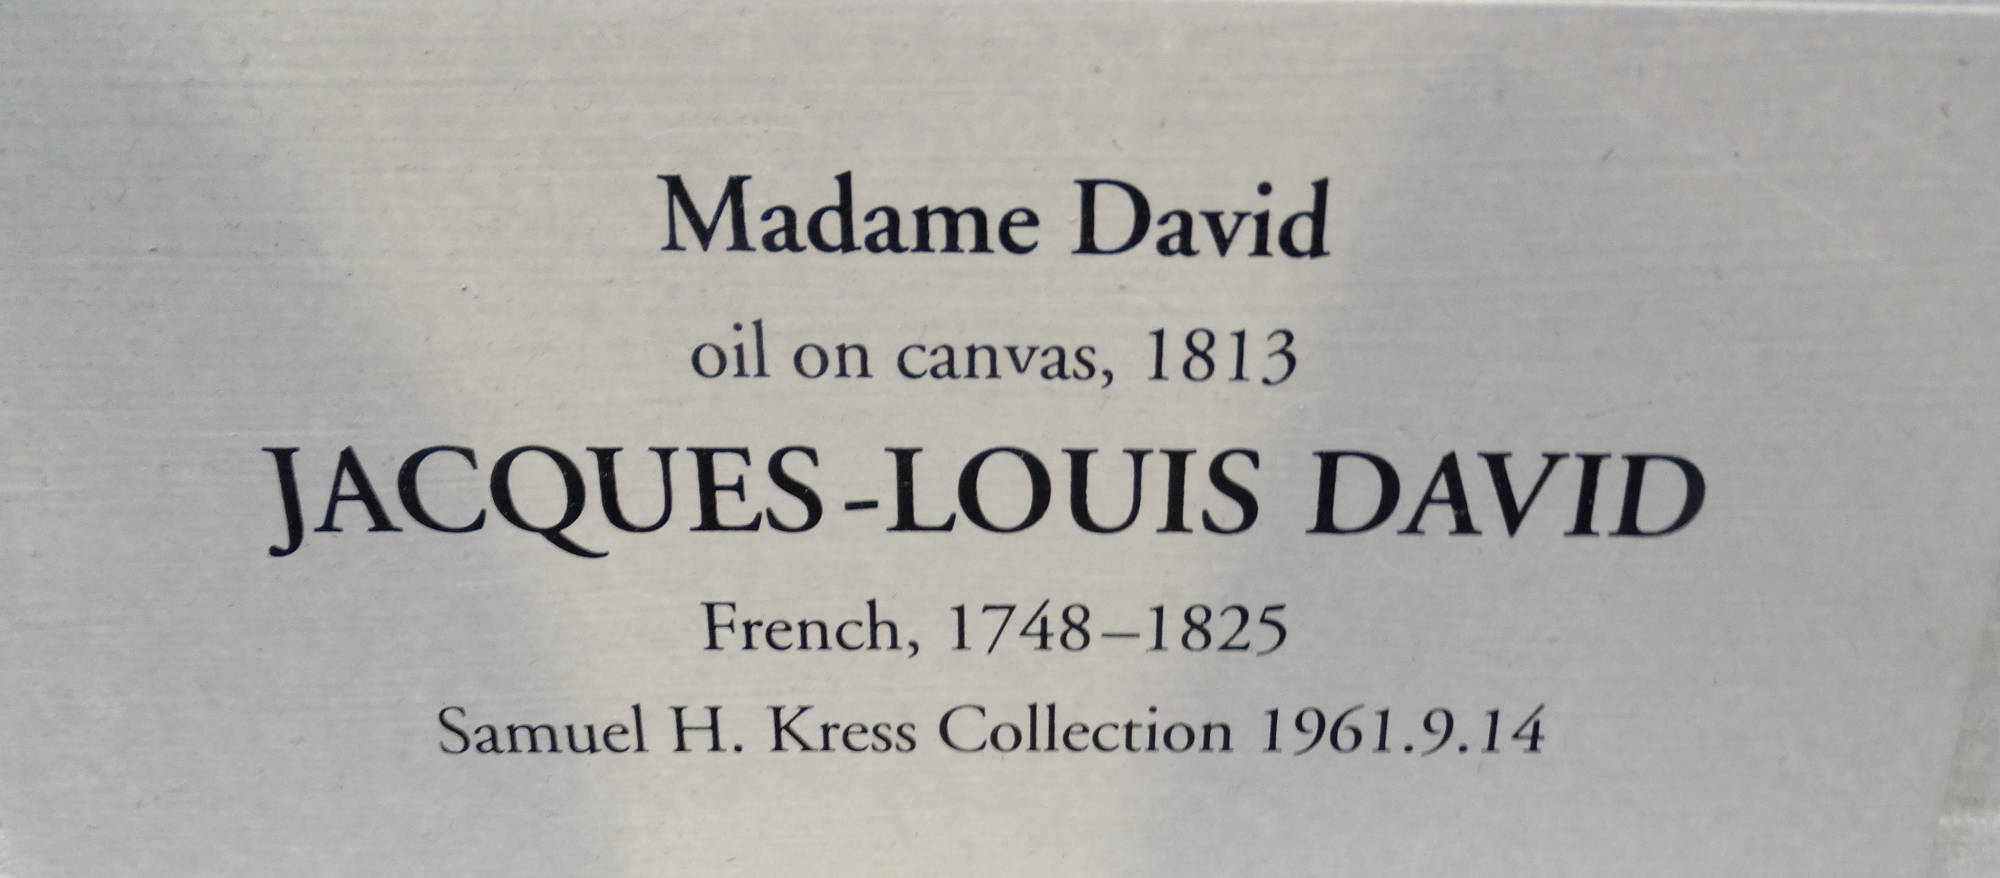 Madame David
oil on canvas, 1813
JACQUES-LOUIS DAVID
French, 1748–1825
Samuel H. Kress Collection 1961.9.14